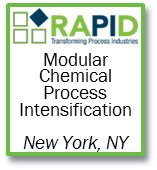 RAPID
Transforming Process Industries
Modular
Chemical
Process
Intensification
New York, NY